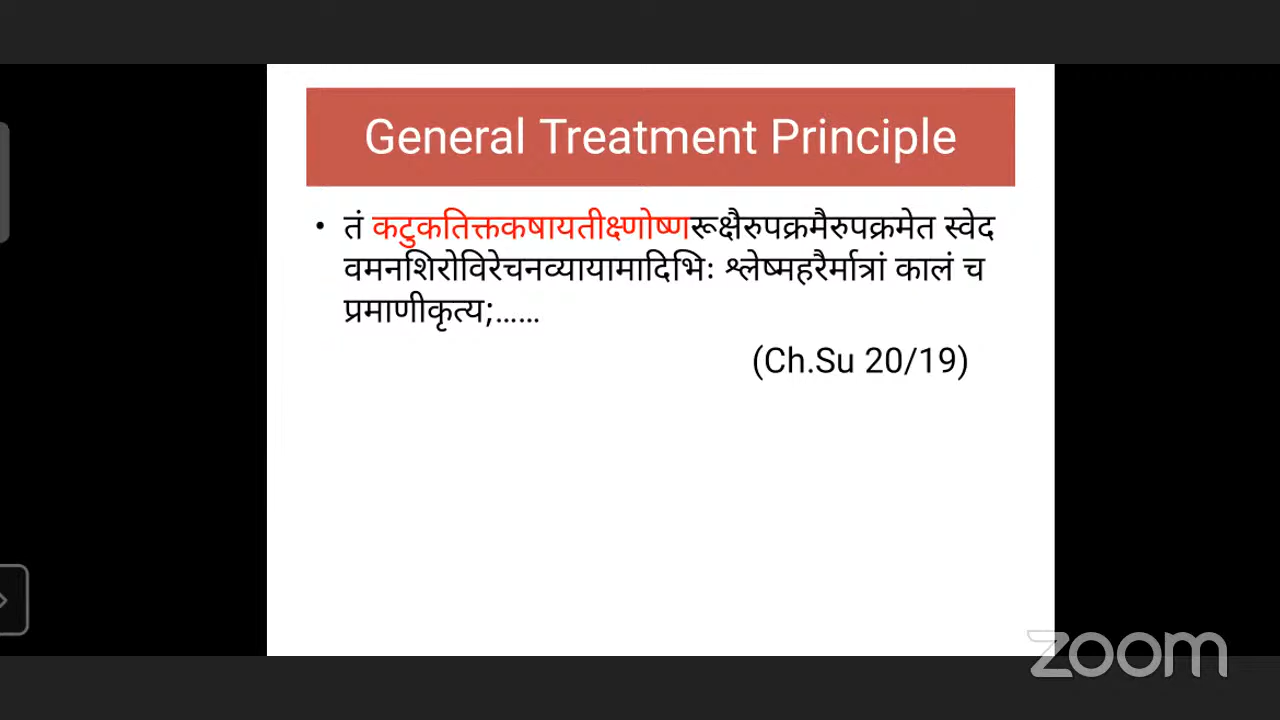 General Treatment Principle
• तं कटुकतिक्तकषायतीक्ष्णोष्णरूक्षैरुपक्रमैरुपक्रमेत स्वेद
वमनशिरोविरेचनव्यायामादिभिः श्लेष्महरैर्मात्रां कालं च
प्रमाणीकृत्य;......
(Ch.Su 20/19)
zoom